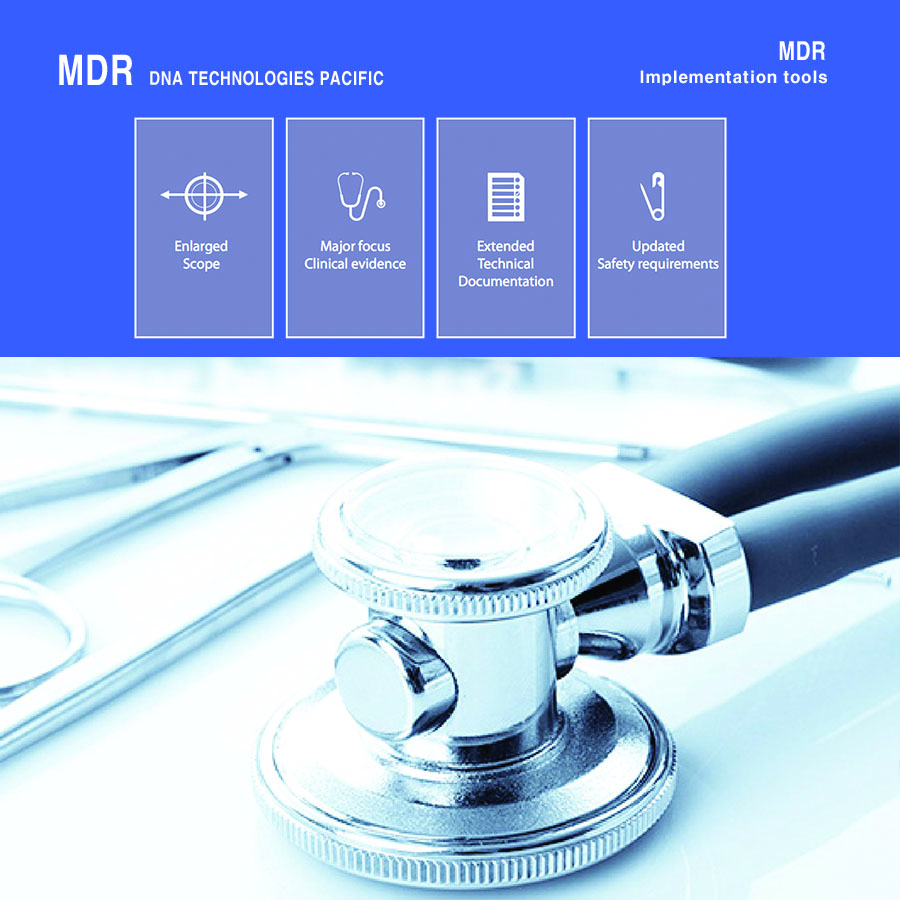 MDR DNA TECHNOLOGIES PACIFIC
MDR
Implementation tools
Enlarged
Scope
Major focus
Clinical evidence
Extended
Technical
Documentation
Updated
Safety requirements